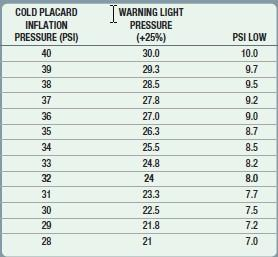 COLD PLACARD WARNING LIGHT
INFLATION PRESSURE
PRESSURE (PSI) (+25%) PSI LOW
40 30.0 10.0
39 29.3 9.7
38 28.5 9.5
37 27.8 9.2
36 27.0 9.0
35 26.3 8.7
34 25.5 8.5
33 24.8 8.2
32 24 8.0
31 23.3 7.7
30 22.5 7.5
29 21.8 7.2
28 21 7.0